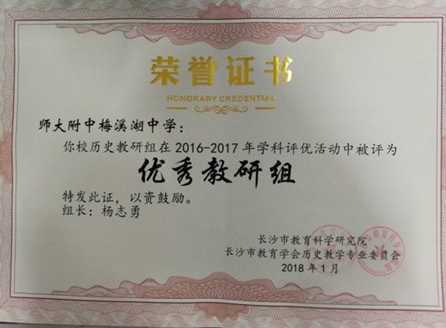 荣誉证书
HONORARY CREDENTIAL
师大附中梅溪湖中学：
你校历史教研组在2016-2017年学科评优活动中被评为
优秀教研组
特发此证，以资鼓励。
组长：杨志勇
长沙市教育科学研究院
长沙市教育学会历史教学专业委员会
2018年1月